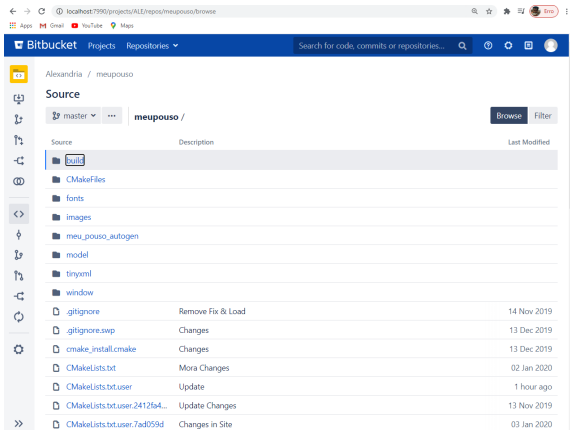 localhost:7990/projects/ALE/repos/meupouso/browse
Erro
Apps Gmail YouTube Maps
Bitbucket Projects Repositories Search for code, commits or repositories...
Alexandria / meupouso
Source
master ... meupouso /
Browse Filter
Source Description Last Modified
build
CMakeFiles
fonts
images
meu_pouso_autogen
model
tinyxml
window
.gitignore Remove Fix & Load 14 Nov 2019
.gitignore.swp Changes 13 Dec 2019
cmake_install.cmake Changes 13 Dec 2019
CMakeLists.txt Mora Changes 02 Jan 2020
CMakeLists.txt.user Update 1 hour ago
CMakeLists.txt.user.2412fa4... Update Changes 13 Nov 2019
CMakeLists.txt.user.7ad059d Changes in Site 03 Jan 2020